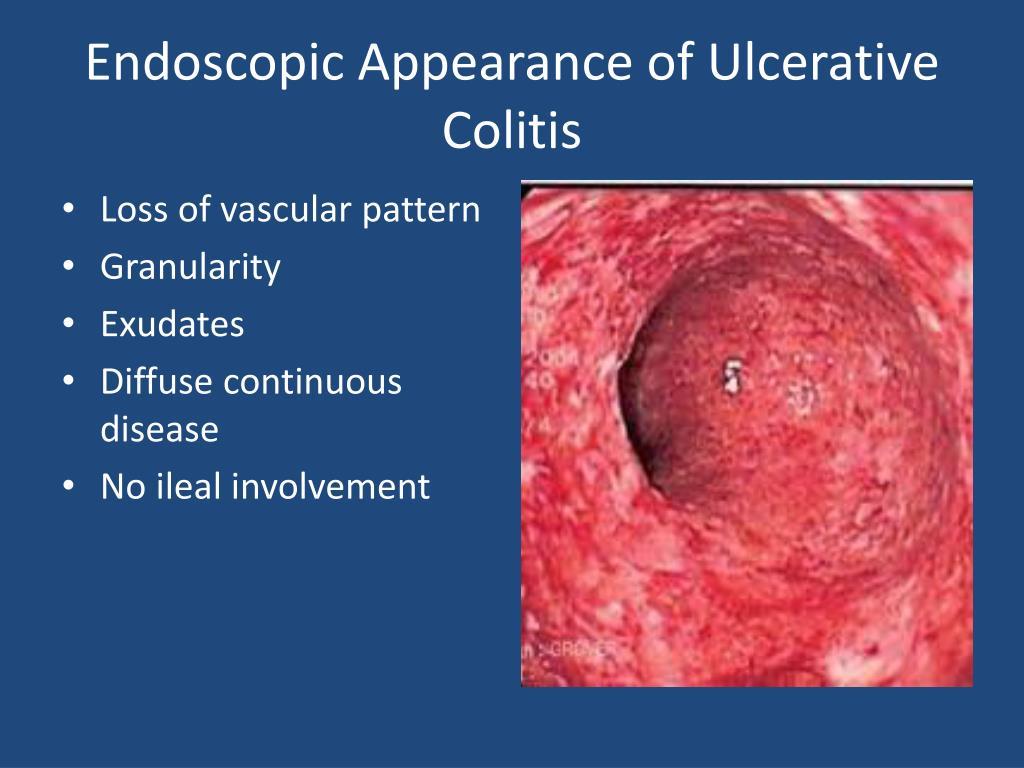 Endoscopic Appearance of Ulcerative
Colitis
• Loss of vascular pattern
• Granularity
• Exudates
• Diffuse continuous
disease
• No ileal involvement